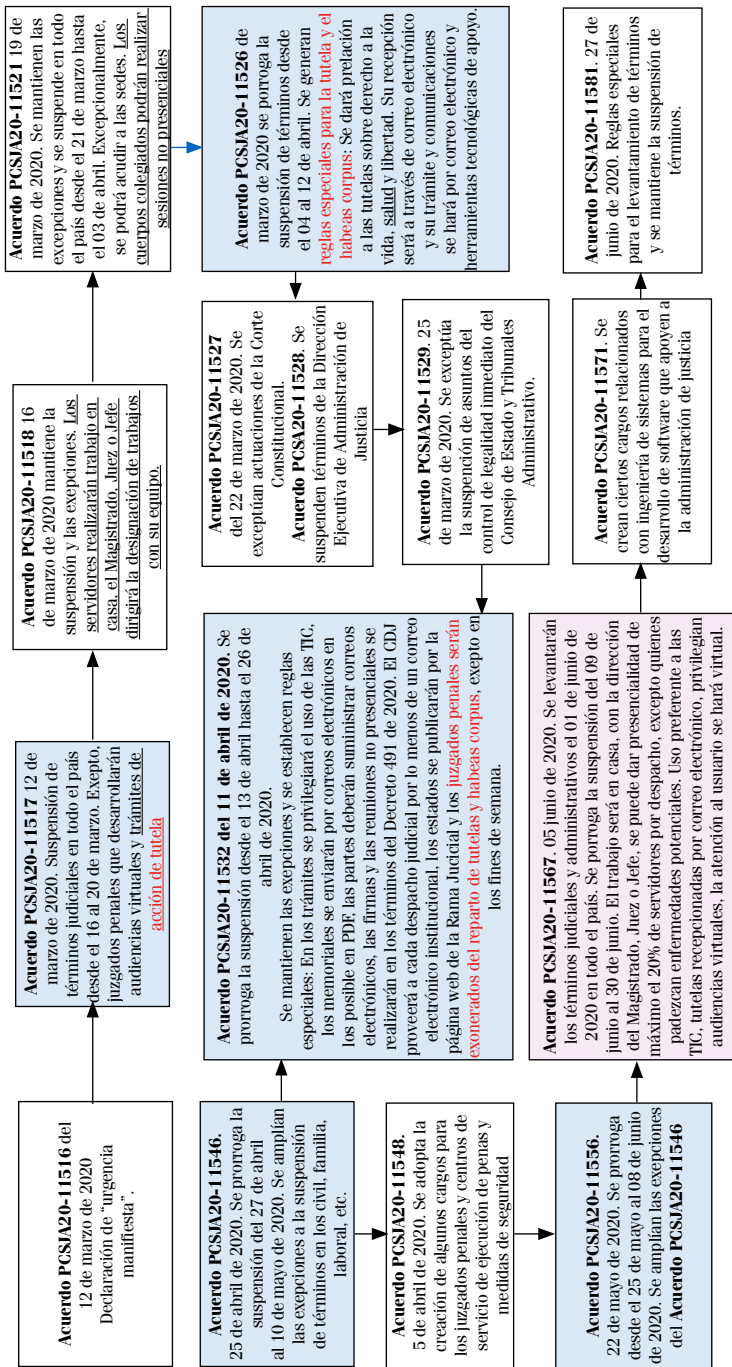 Acuerdo PCSJA20-11516 del
12 de marzo de 2020
Declaración de “urgencia
manifiesta”.
Acuerdo PCSJA20-11517 12 de
marzo de 2020. Suspensión de
términos judiciales en todo el país
desde el 16 al 20 de marzo. Exepto,
juzgados penales que desarrollarán
audiencias virtuales y trámites de
acción de tutela
Acuerdo PCSJA20-11518 16
de marzo de 2020 mantiene la
suspensión y las exepciones. Los
servidores realizarán trabajo en
casa, el Magistrado, Juez o Jefe
dirigirá la designación de trabajos
con su equipo.
Acuerdo PCSJA20-11521 19 de
marzo de 2020. Se mantienen las
excepciones y se suspende en todo
el país desde el 21 de marzo hasta
el 03 de abril. Excepcionalmente,
se podrá acudir a las sedes. Los
cuerpos colegiados podrán realizar
sesiones no presenciales
Acuerdo PCSJA20-11526 de
marzo de 2020 se porroga la
suspensión de términos desde
el 04 al 12 de abril. Se generan
reglas especiales para la tutela y el
habeas corpus: Se dará prelación
a las tutelas sobre derecho a la
vida, salud y libertad. Su recepción
será a través de correo electrónico
y su trámite y comunicaciones
se hará por correo electrónico y
herramientas tecnológicas de apoyo.
Acuerdo PCSJA20-11527
del 22 de marzo de 2020. Se
exceptúan actuaciones de la Corte
Constitucional.
Acuerdo PCSA20-11528. Se
suspenden términos de la Dirección
Ejecutiva de Administración de
Justicia
Acuerdo PCSJA20-11529. 25
de marzo de 2020. Se exceptúa
la suspención de asuntos del
control de legalidad inmediato del
Consejo de Estado y Tribunales
Administrativo.
Acuerdo PCSJA20-11532 del 11 de abril de 2020. Se
prorroga la suspensión desde el 13 de abril hasta el 26 de
abril de 2020.
Se mantienen las exepciones y se establecen reglas
especiales: En los trámites se privilegiará el uso de las TIC,
los memoriales se enviarán por correos electrónicos en
los posible en PDF, las partes deberán suministrar correos
electrónicos, las firmas y las reuniones no presenciales se
realizarán en los términos del Decreto 491 de 2020. El CDJ
proveerá a cada despacho judicial por lo menos de un correo
electrónico institucional, los estados se publicarán por la
página web de la Rama Jucicial y los juzgados penales serán
exonerados del reparto de tutelas y habeas corpus, exepto en
los fines de semana.
Acuerdo PCSJA20-11546.
25 de abril de 2020. Se prorroga la
suspensión del 27 de abril
al 10 de mayo de 2020. Se amplían
las exepciones a la suspensión
de términos en los civil, familia,
laboral, etc.
Acuerdo PCSJA20-11548.
5 de abril de 2020. Se adopta la
creación de algunos cargos para
los juzgados penales y centros de
servicio de ejecución de penas y
medidas de seguridad
Acuerdo PCSJA20-11556.
22 de mayo de 2020. Se prorroga
desde el 25 de mayo al 08 de junio
de 2020. Se amplían las exepciones
del Acuerdo PCSJA20-11546
Acuerdo PCSJA20-11567. 05 junio de 2020. Se levantarán
los términos judiciales y administrativos el 01 de junio de
2020 en todo el país. Se porroga la suspensión del 09 de
junio al 30 de junio. El trabajo será en casa, con la dirección
del Magistrado, Juez o Jefe, se puede dar presencialidad de
máximo el 20% de servidores por despacho, excepto quienes
padezcan enfermedades potenciales. Uso preferente a las
TIC, tutelas recepcionadas por correo electrónico, privilegian
audiencias virtuales, la atención al usuario se hará virtual.
Acuerdo PCSJA20-11571. Se
crean ciertos cargos relacionados
con ingeniería de sistemas para el
desarrollo de software que apoyen a
la administración de justicia
Acuerdo PCSJA20-11581. 27 de
junio de 2020. Reglas especiales
para el levantamiento de términos
y se mantiene la suspensión de
términos.